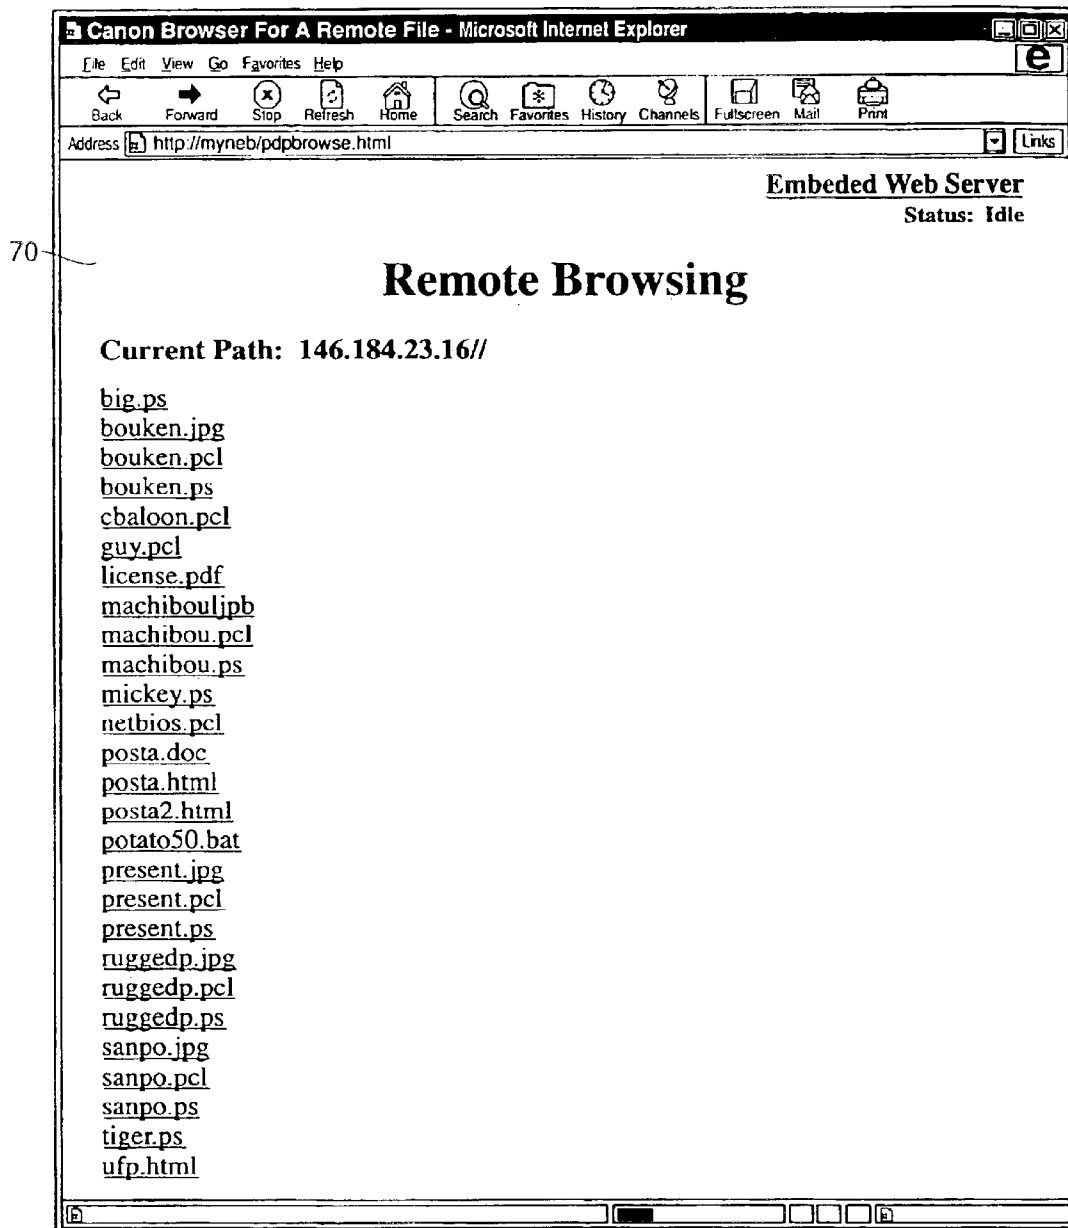 Canon Browser For A Remote File - Microsoft Internet Explorer
File Edit View Go Favorites Help
e
Back Forward Stop Refresh Home Search Favorites History Channels Fullscreen Mail Print
Address http://myneb/pdpbrowse.html Links
Embeded Web Server
Status: Idle
70
Remote Browsing
Current Path: 146.184.23.16//
big.ps
bouken.jpg
bouken.pcl
bouken.ps
cbaloon.pcl
guy.pcl
license.pdf
machibouljpb
machibou.pcl
machibou.ps
mickey.ps
netbios.pcl
posta.doc
posta.html
posta2.html
potato50.bat
present.jpg
present.pcl
present.ps
ruggedp.jpg
ruggedp.pcl
ruggedp.ps
sanpo.jpg
sanpo.pcl
sanpo.ps
tiger.ps
ufp.html